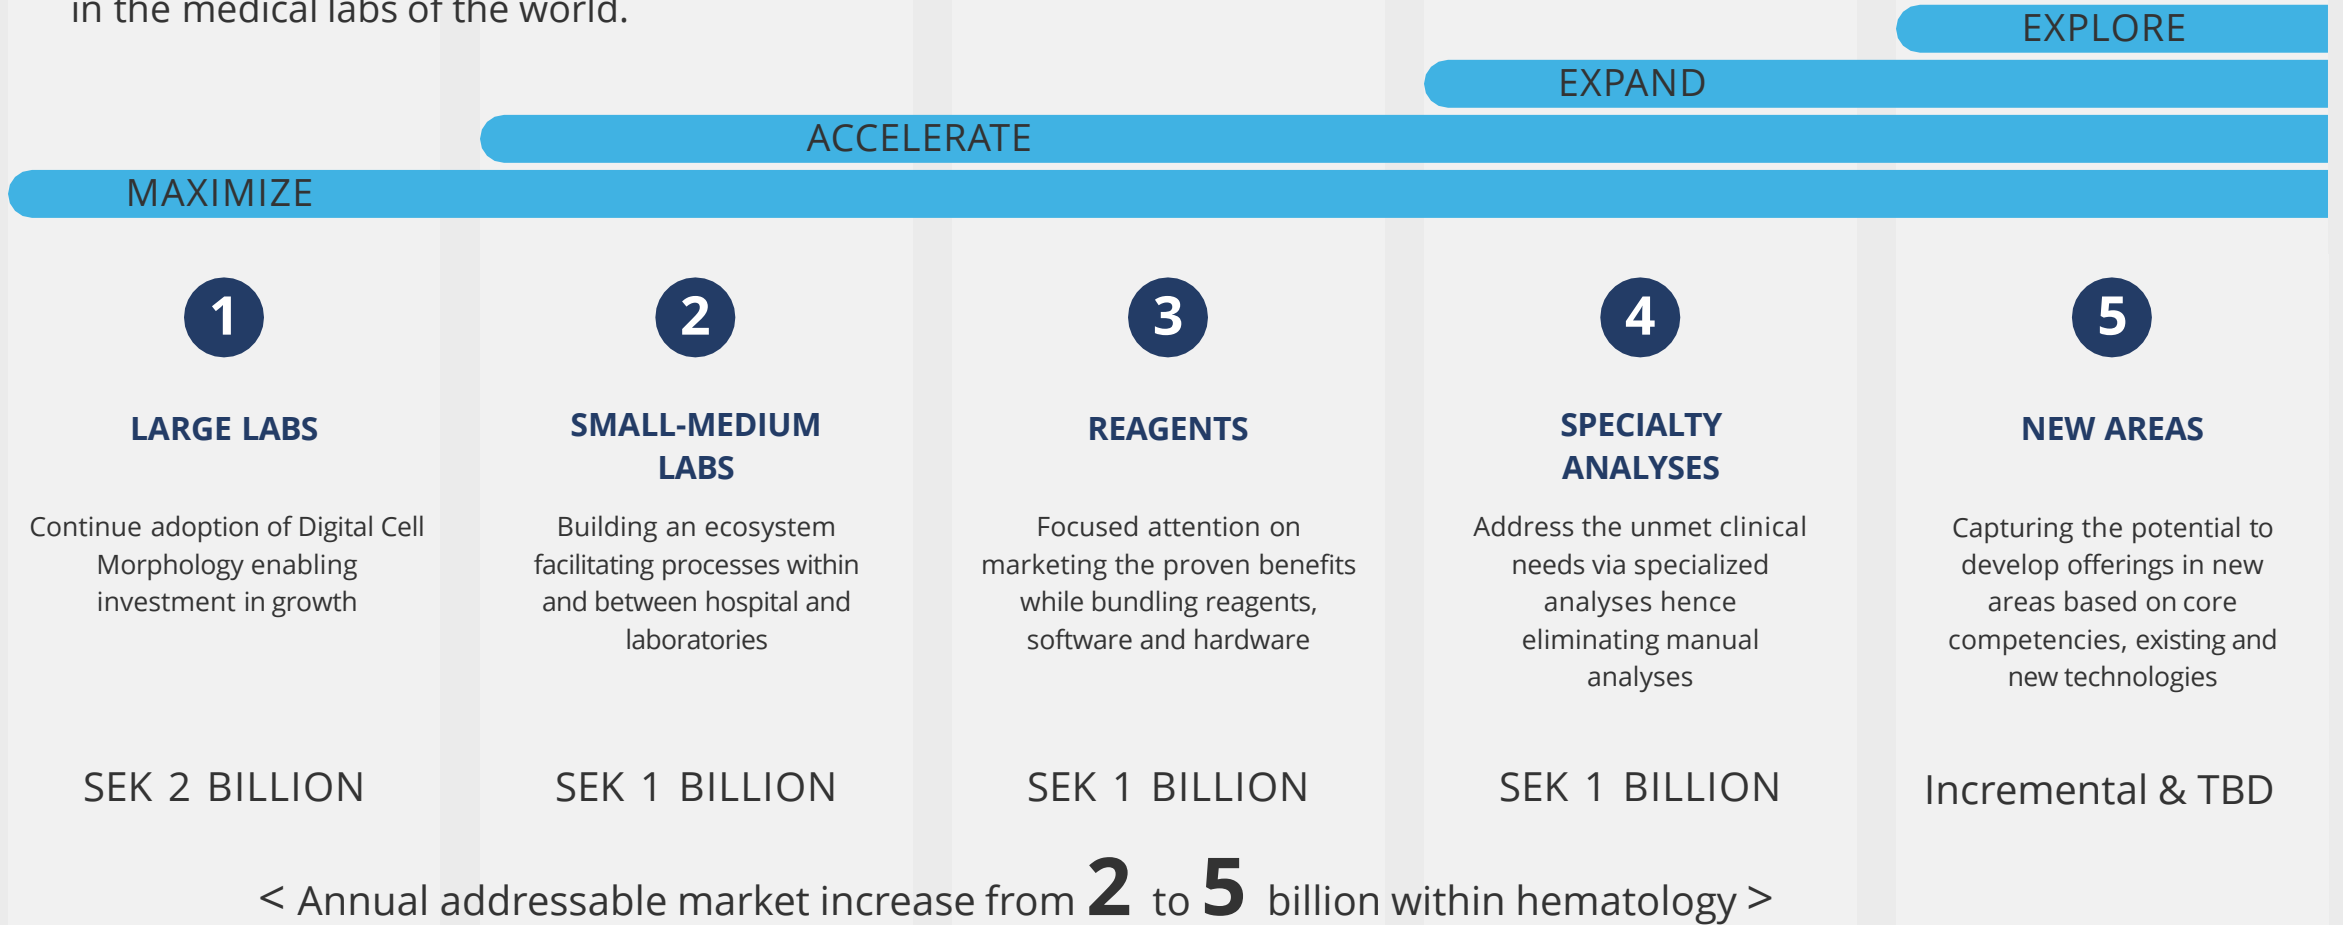 in the medical labs of the world.
EXPLORE
EXPAND
ACCELERATE
MAXIMIZE
1
LARGE LABS
Continue adoption of Digital Cell
Morphology enabling
investment in growth
SEK 2 BILLION
2
SMALL-MEDIUM
LABS
Building an ecosystem
facilitating processes within
and between hospital and
laboratories
SEK 1 BILLION
3
REAGENTS
Focused attention on
marketing the proven benefits
while bundling reagents,
software and hardware
SEK 1 BILLION
4
SPECIALTY
ANALYSES
Address the unmet clinical
needs via specialized
analyses hence
eliminating manual
analyses
SEK 1 BILLION
5
NEW AREAS
Capturing the potential to
develop offerings in new
areas based on core
competencies, existing and
new technologies
Incremental & TBD
< Annual addressable market increase from 2 to 5 billion within hematology >